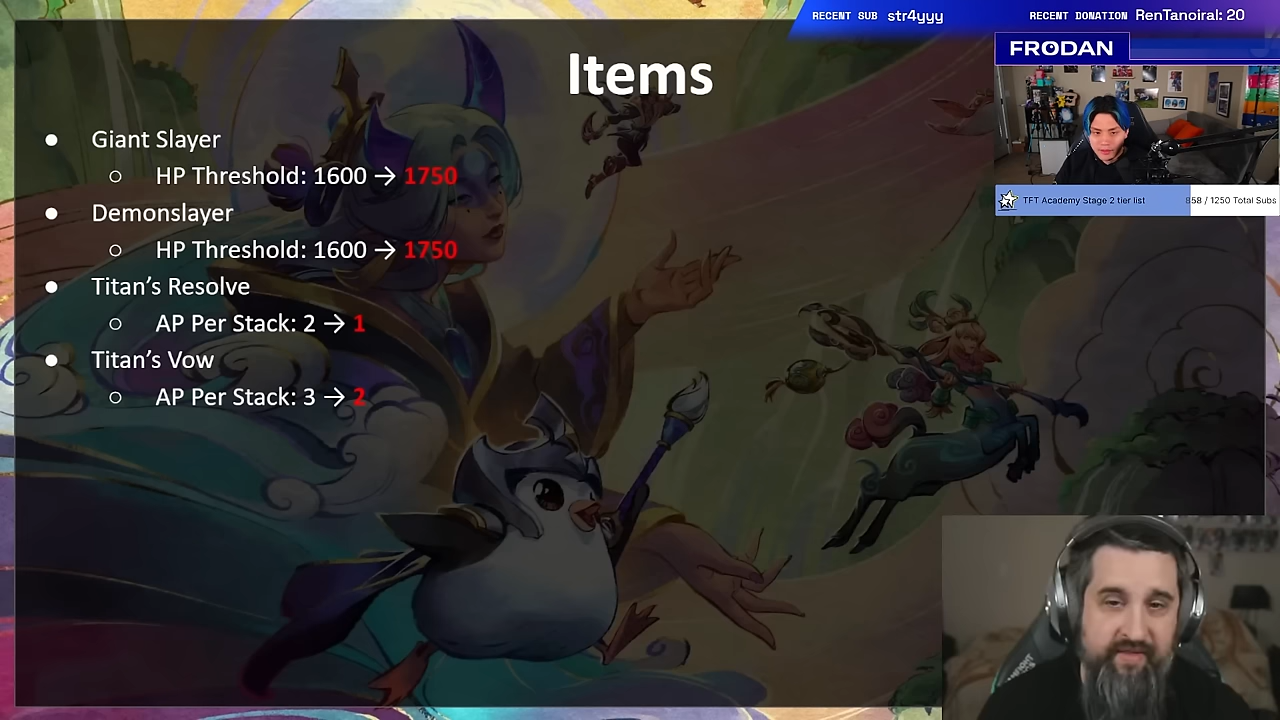 RECENT SUB str4yyy
RECENT DONATION RenTanoiral: 20
FRODAN
TFT Academy Stage 2 tier list
858 / 1250 Total Subs
Items
● Giant Slayer
○ HP Threshold: 1600 → 1750
● Demonslayer
○ HP Threshold: 1600 → 1750
● Titan’s Resolve
○ AP Per Stack: 2 → 1
● Titan’s Vow
○ AP Per Stack: 3 → 2